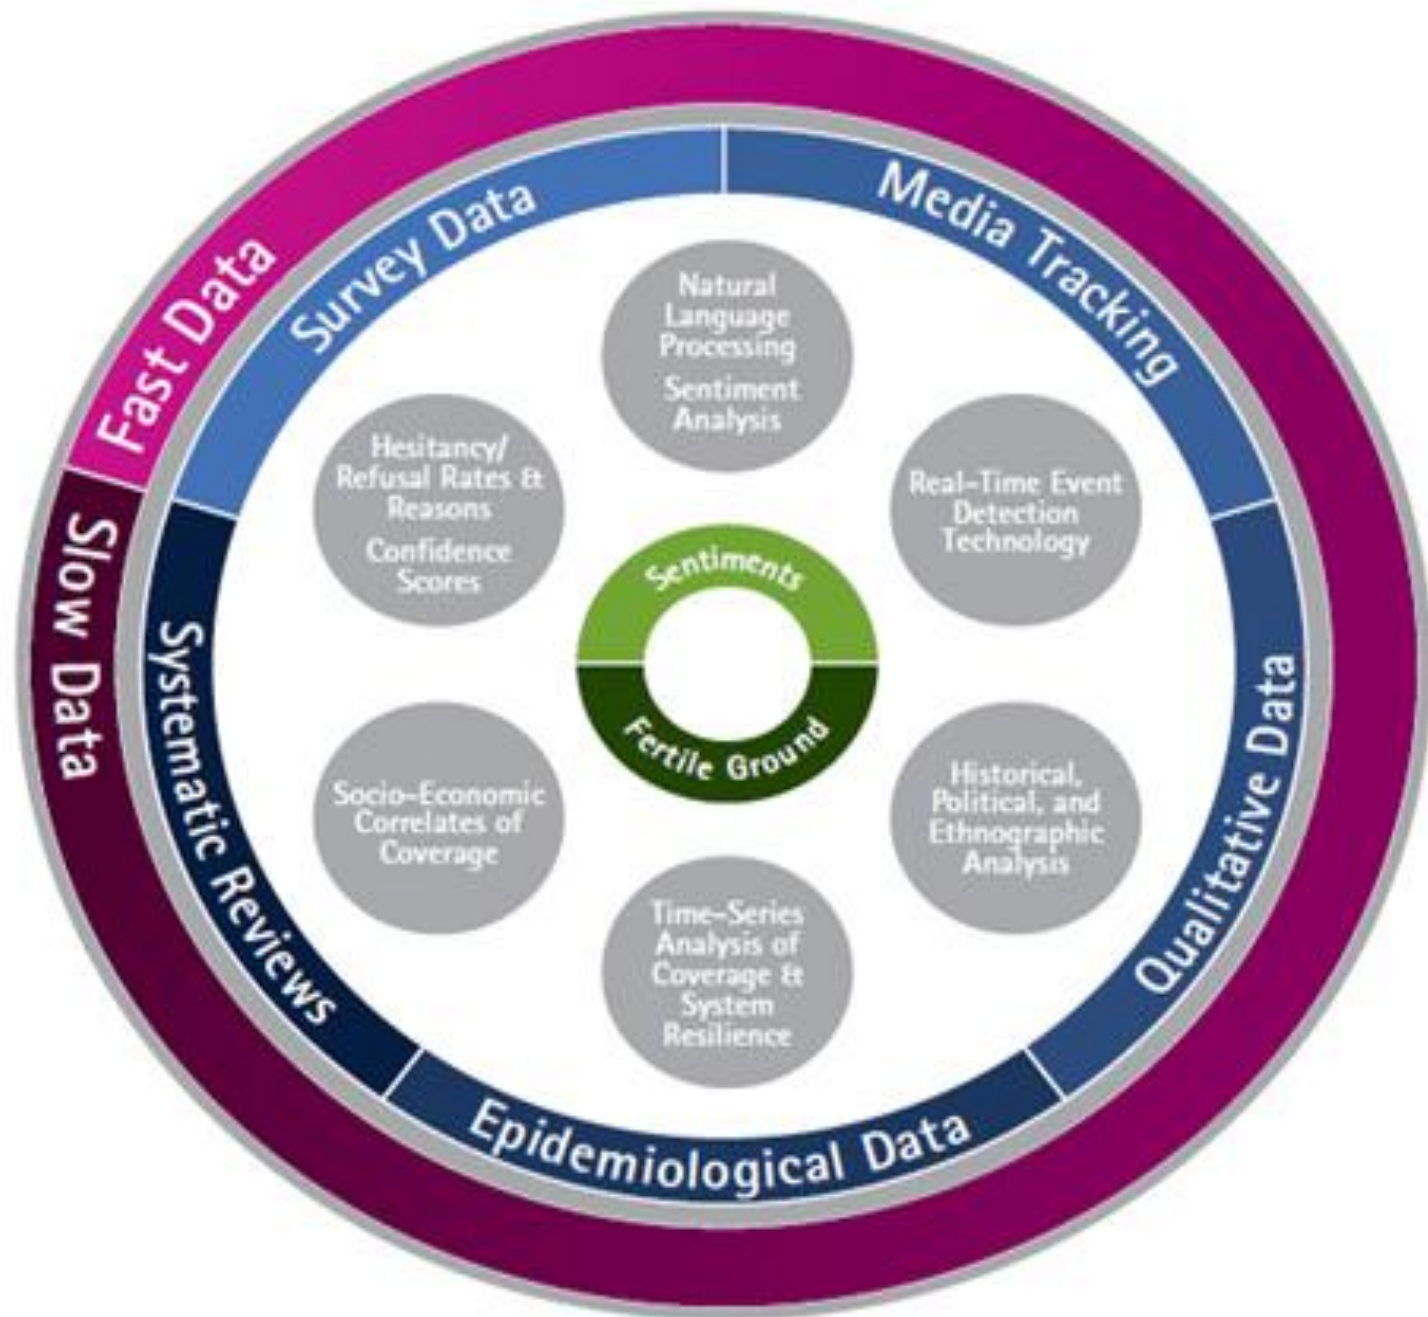 Fast Data
Slow Data
Survey Data
Media Tracking
Qualitative Data
Epidemiological Data
Systematic Reviews
Natural
Language
Processing
Sentiment
Analysis
Real-Time Event
Detection
Technology
Historical,
Political, and
Ethnographic
Analysis
Time-Series
Analysis of
Coverage &
System
Resilience
Socio-Economic
Correlates of
Coverage
Hesitancy/
Refusal Rates &
Reasons
Confidence
Scores
Sentiments
Fertile Ground